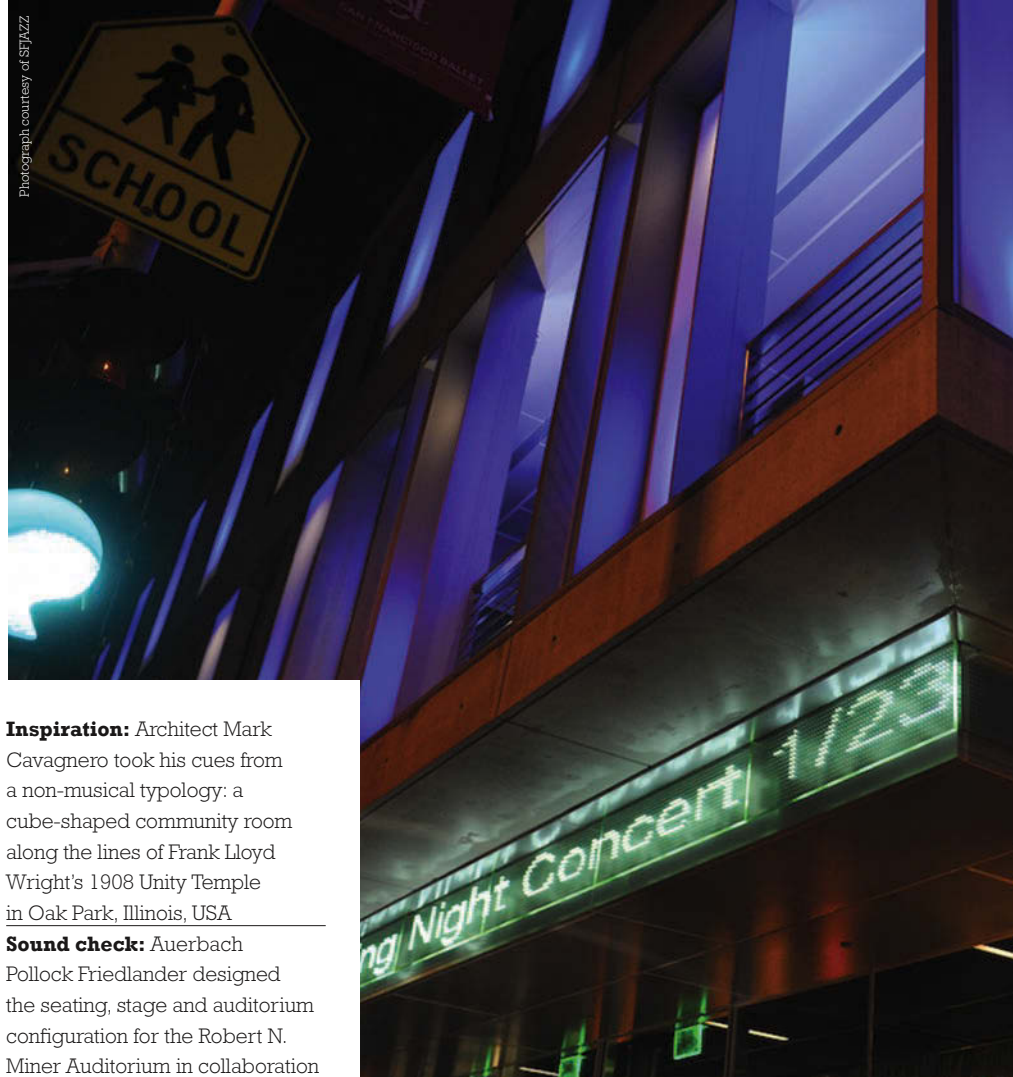 Photograph courtesy of SFJAZZ
SAN FRANCISCO BALLET
SCHOOL
ng Night Concert 1/23
Inspiration: Architect Mark
Cavagnero took his cues from
a non-musical typology: a
cube-shaped community room
along the lines of Frank Lloyd
Wright's 1908 Unity Temple
in Oak Park, Illinois, USA
Sound check: Auerbach
Pollock Friedlander designed
the seating, stage and auditorium
configuration for the Robert N.
Miner Auditorium in collaboration